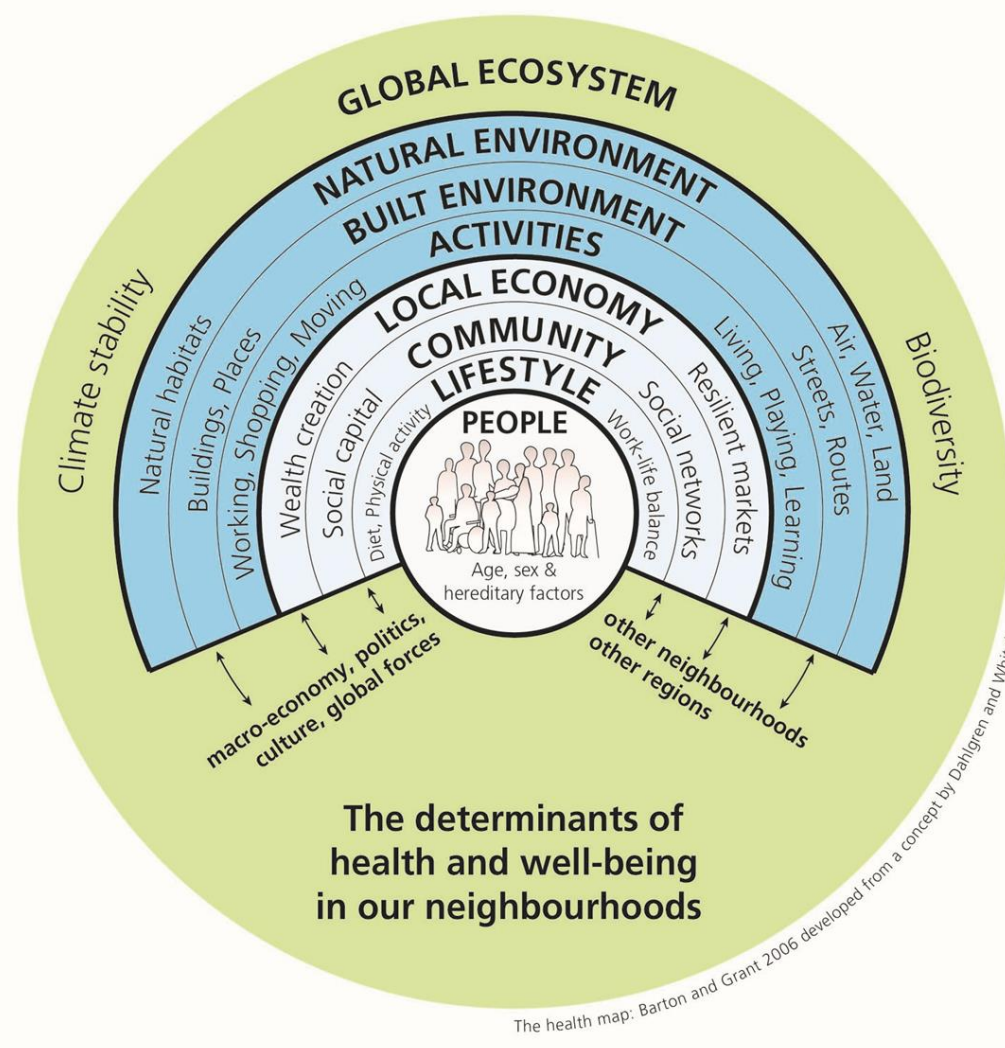 GLOBAL ECOSYSTEM
NATURAL ENVIRONMENT
BUILT ENVIRONMENT
ACTIVITIES
LOCAL ECONOMY
COMMUNITY
LIFESTYLE
PEOPLE
Age, sex &
hereditary factors
Climate stability
Natural habitats
Buildings, Places
Working, Shopping, Moving
Wealth creation
Social capital
Diet, Physical activity
Work-life balance
Social networks
Resilient markets
Living, Playing, Learning
Streets, Routes
Air, Water, Land
Biodiversity
macro-economy, politics,
culture, global forces
other neighbourhoods
other regions
The determinants of
health and well-being
in our neighbourhoods
The health map: Barton and Grant 2006 developed from a concept by Dahlgren and